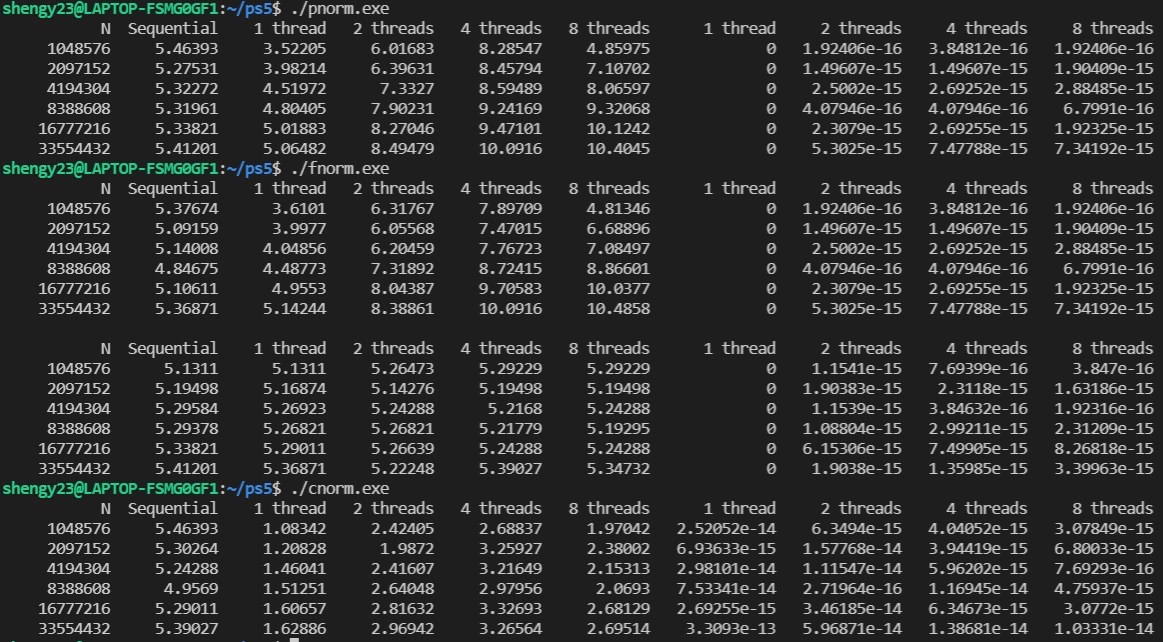 shengy23@LAPTOP-FSMG0GF1:~/ps5$ ./pnorm.exe
N Sequential 1 thread 2 threads 4 threads 8 threads 1 thread 2 threads 4 threads 8 threads
1048576 5.46393 3.52205 6.01683 8.28547 4.85975 0 1.92406e-16 3.84812e-16 1.92406e-16
2097152 5.27531 3.98214 6.39631 8.45794 7.10702 0 1.49607e-15 1.49607e-15 1.90409e-15
4194304 5.32272 4.51972 7.3327 8.59489 8.06597 0 2.5002e-15 2.69252e-15 2.88485e-15
8388608 5.31961 4.80405 7.90231 9.24169 9.32068 0 4.07946e-16 4.07946e-16 6.7991e-16
16777216 5.33821 5.01883 8.27046 9.47101 10.1242 0 2.3079e-15 2.69255e-15 1.92325e-15
33554432 5.41201 5.06482 8.49479 10.0916 10.4045 0 5.3025e-15 7.47788e-15 7.34192e-15
shengy23@LAPTOP-FSMG0GF1:~/ps5$ ./fnorm.exe
N Sequential 1 thread 2 threads 4 threads 8 threads 1 thread 2 threads 4 threads 8 threads
1048576 5.37674 3.6101 6.31767 7.89709 4.81346 0 1.92406e-16 3.84812e-16 1.92406e-16
2097152 5.09159 3.9977 6.05568 7.47015 6.68896 0 1.49607e-15 1.49607e-15 1.90409e-15
4194304 5.14008 4.04856 6.20459 7.76723 7.08497 0 2.5002e-15 2.69252e-15 2.88485e-15
8388608 4.84675 4.48773 7.31892 8.72415 8.86601 0 4.07946e-16 4.07946e-16 6.7991e-16
16777216 5.10611 4.9553 8.04387 9.70583 10.0377 0 2.3079e-15 2.69255e-15 1.92325e-15
33554432 5.36871 5.14244 8.38861 10.0916 10.4858 0 5.3025e-15 7.47788e-15 7.34192e-15
N Sequential 1 thread 2 threads 4 threads 8 threads 1 thread 2 threads 4 threads 8 threads
1048576 5.1311 5.1311 5.26473 5.29229 5.29229 0 1.1541e-15 7.69399e-16 3.847e-16
2097152 5.19498 5.16874 5.14276 5.19498 5.19498 0 1.90383e-15 2.3118e-15 1.63186e-15
4194304 5.29584 5.26923 5.24288 5.2168 5.24288 0 1.1539e-15 3.84632e-16 1.92316e-16
8388608 5.29378 5.26821 5.26821 5.21779 5.19295 0 1.08804e-15 2.99211e-15 2.31209e-15
16777216 5.33821 5.29011 5.26639 5.24288 5.24288 0 6.15306e-15 7.49905e-15 8.26818e-15
33554432 5.41201 5.36871 5.22248 5.39027 5.34732 0 1.9038e-15 1.35985e-15 3.39963e-15
shengy23@LAPTOP-FSMG0GF1:~/ps5$ ./cnorm.exe
N Sequential 1 thread 2 threads 4 threads 8 threads 1 thread 2 threads 4 threads 8 threads
1048576 5.46393 1.08342 2.42405 2.68837 1.97042 2.52052e-14 6.3494e-15 4.04052e-15 3.07849e-15
2097152 5.30264 1.20828 1.9872 3.25927 2.38002 6.93633e-15 1.57768e-14 3.94419e-15 6.80033e-15
4194304 5.24288 1.46041 2.41607 3.21649 2.15313 2.98101e-14 1.11547e-14 5.96202e-15 7.69293e-16
8388608 4.9569 1.51251 2.64048 2.97956 2.0693 7.53341e-14 2.71964e-16 1.16945e-14 4.75937e-15
16777216 5.29011 1.60657 2.81632 3.32693 2.68129 2.69255e-15 3.46185e-14 6.34673e-15 3.0772e-15
33554432 5.39027 1.62886 2.96942 3.26564 2.69514 3.3093e-13 5.96871e-14 1.38681e-14 1.03331e-14